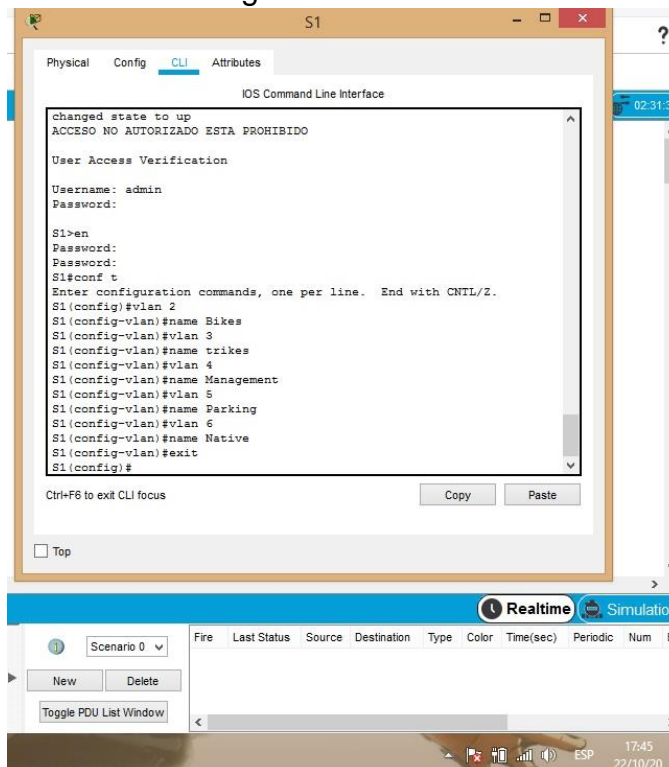 S1
?
Physical Config CLI Attributes
IOS Command Line Interface
02:31:3
changed state to up
ACCESO NO AUTORIZADO ESTA PROHIBIDO
User Access Verification
Username: admin
Password:
S1>en
Password:
Password:
S1#conf t
Enter configuration commands, one per line. End with CNTL/Z.
S1(config)#vlan 2
S1(config-vlan)#name Bikes
S1(config-vlan)#vlan 3
S1(config-vlan)#name trikes
S1(config-vlan)#vlan 4
S1(config-vlan)#name Management
S1(config-vlan)#vlan 5
S1(config-vlan)#name Parking
S1(config-vlan)#vlan 6
S1(config-vlan)#name Native
S1(config-vlan)#exit
S1(config)#
Ctrl+F6 to exit CLI focus
Copy Paste
Top
Realtime Simulatio
Scenario 0
Fire Last Status Source Destination Type Color Time(sec) Periodic Num
New Delete
Toggle PDU List Window
ESP 17:45
22/10/20